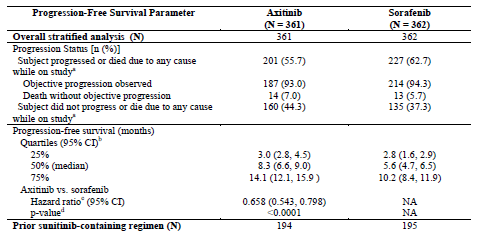 Progression-Free Survival Parameter Axitinib Sorafenib
(N = 361) (N = 362)
Overall stratified analysis (N) 361 362
Progression Status [n (%)]
Subject progressed or died due to any cause 201 (55.7) 227 (62.7)
while on studyᵃ
Objective progression observed 187 (93.0) 214 (94.3)
Death without objective progression 14 (7.0) 13 (5.7)
Subject did not progress or die due to any cause 160 (44.3) 135 (37.3)
while on studyᵃ
Progression-free survival (months)
Quartiles (95% CI)ᵇ
25% 3.0 (2.8, 4.5) 2.8 (1.6, 2.9)
50% (median) 8.3 (6.6, 9.0) 5.6 (4.7, 6.5)
75% 14.1 (12.1, 15.9 ) 10.2 (8.4, 11.9)
Axitinib vs. sorafenib
Hazard ratioᶜ (95% CI) 0.658 (0.543, 0.798) NA
p-valueᵈ <0.0001 NA
Prior sunitinib-containing regimen (N) 194 195